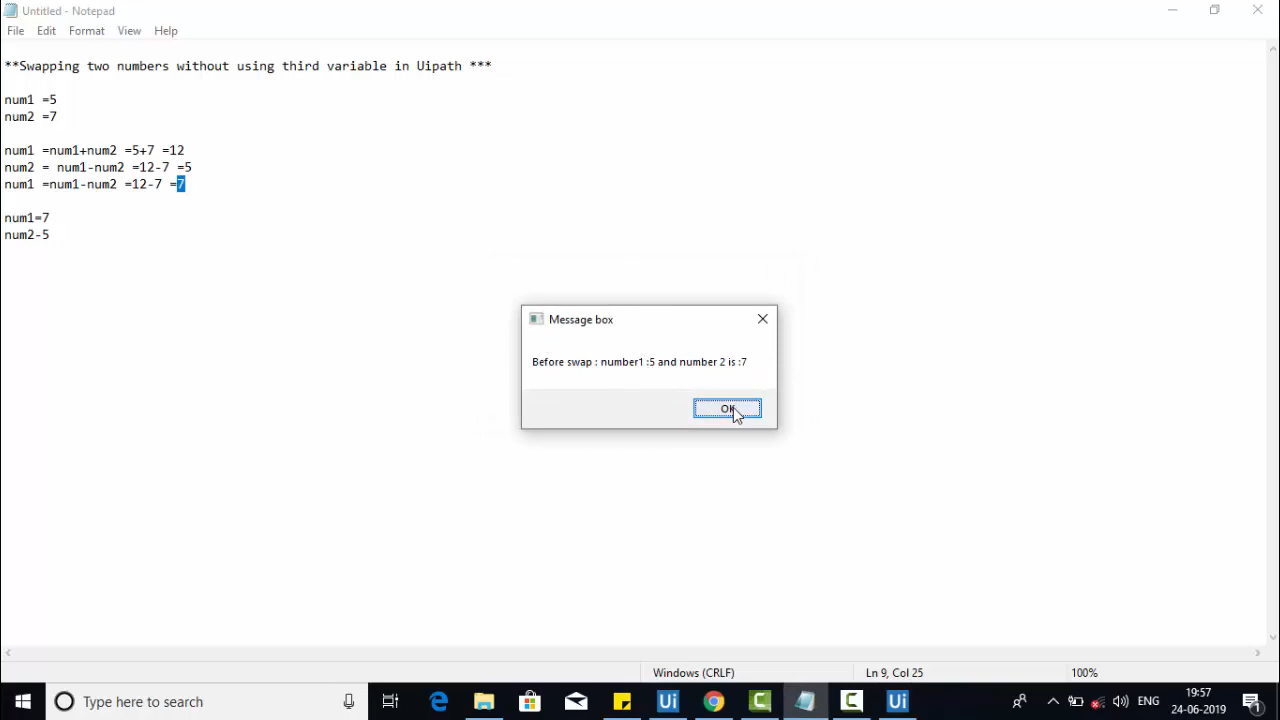 Untitled - Notepad
File Edit Format View Help
**Swapping two numbers without using third variable in Uipath ***
num1 =5
num2 =7
num1 =num1+num2 =5+7 =12
num2 = num1-num2 =12-7 =5
num1 =num1-num2 =12-7 =7
num1=7
num2-5
Message box
Before swap : number1 :5 and number 2 is :7
OK
Windows (CRLF) Ln 9, Col 25 100%
Type here to search
Ui
Ui
ENG
19:57
24-06-2019
1